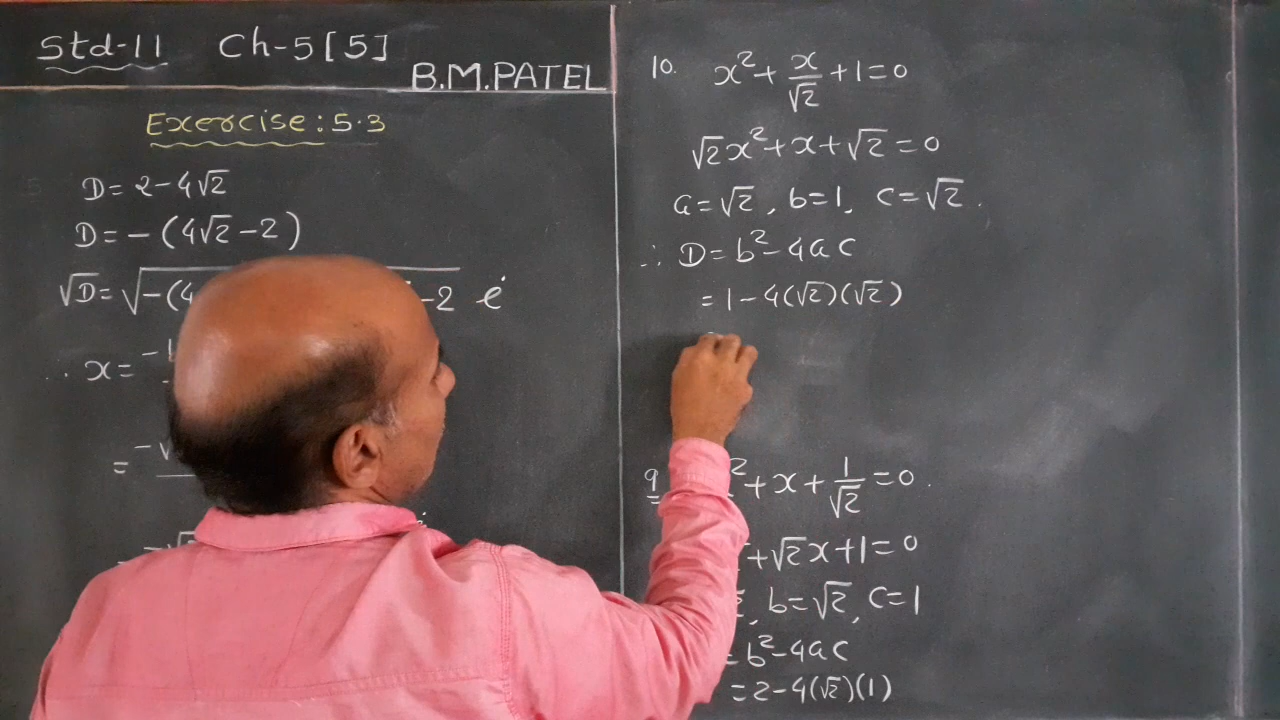 Std-11 Ch-5[5]
B.M.PATEL
Exercise: 5.3
D = 2-4√2
D = -(4√2-2)
√D = √-(4 -2 i
∴ x = -
= -√
=
10. x²+x/√2+1=0
√2x²+x+√2=0
a=√2, b=1, c=√2.
∴ D=b²-4ac
=1-4(√2)(√2)
9 ²+x+1/√2=0.
+√2x+1=0
, b=√2, c=1
=b²-4ac
=2-4(√2)(1)